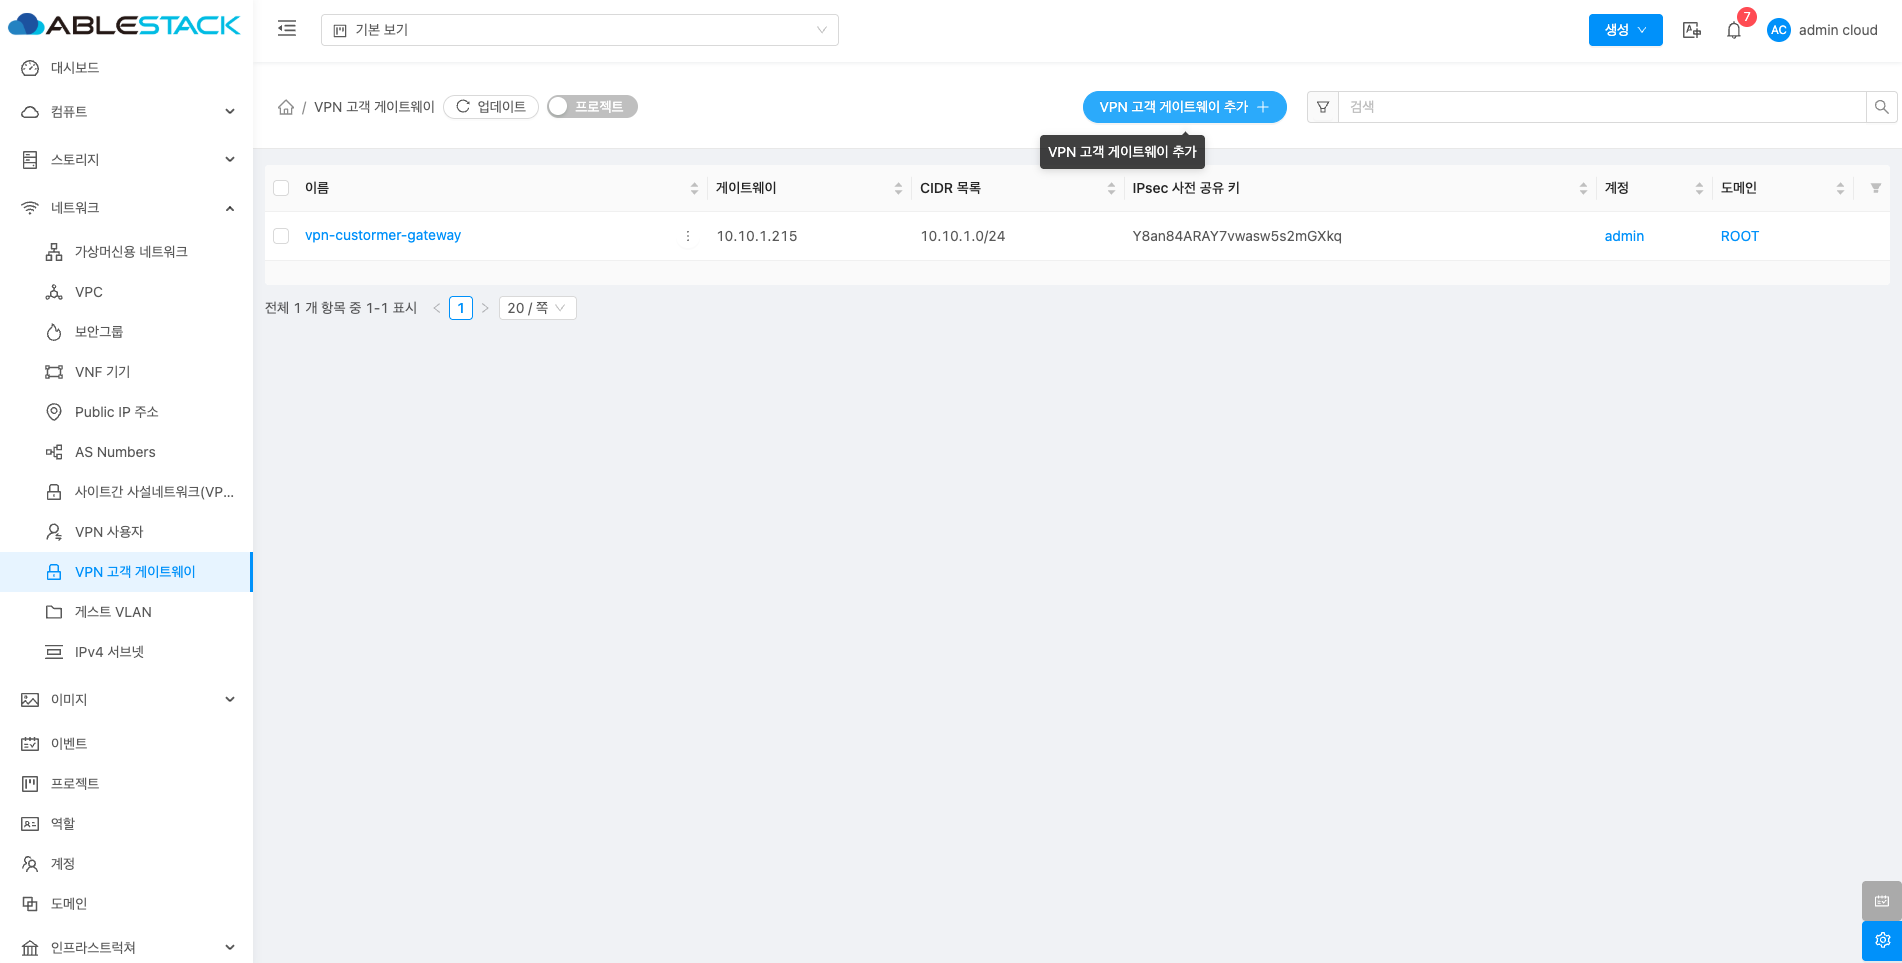 ABLESTACK
기본 보기
생성
7
AC
admin cloud
대시보드
컴퓨트
스토리지
네트워크
가상머신용 네트워크
VPC
보안그룹
VNF 기기
Public IP 주소
AS Numbers
사이트간 사설네트워크(VP...
VPN 사용자
VPN 고객 게이트웨이
게스트 VLAN
IPv4 서브넷
이미지
이벤트
프로젝트
역할
계정
도메인
인프라스트럭쳐
/ VPN 고객 게이트웨이
업데이트
프로젝트
VPN 고객 게이트웨이 추가
검색
VPN 고객 게이트웨이 추가
이름 게이트웨이 CIDR 목록 IPsec 사전 공유 키 계정 도메인
vpn-custormer-gateway 10.10.1.215 10.10.1.0/24 Y8an84ARAY7vwasw5s2mGXkq admin ROOT
전체 1 개 항목 중 1-1 표시 1 20 / 쪽